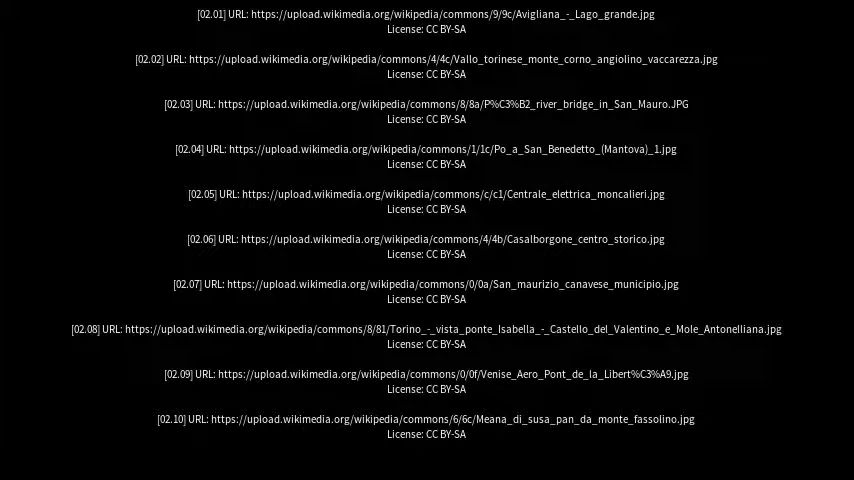 [02.01] URL: https://upload.wikimedia.org/wikipedia/commons/9/9c/Avigliana_-_Lago_grande.jpg
License: CC BY-SA
[02.02] URL: https://upload.wikimedia.org/wikipedia/commons/4/4c/Vallo_torinese_monte_corno_angiolino_vaccarezza.jpg
License: CC BY-SA
[02.03] URL: https://upload.wikimedia.org/wikipedia/commons/8/8a/P%C3%B2_river_bridge_in_San_Mauro.JPG
License: CC BY-SA
[02.04] URL: https://upload.wikimedia.org/wikipedia/commons/1/1c/Po_a_San_Benedetto_(Mantova)_1.jpg
License: CC BY-SA
[02.05] URL: https://upload.wikimedia.org/wikipedia/commons/c/c1/Centrale_elettrica_moncalieri.jpg
License: CC BY-SA
[02.06] URL: https://upload.wikimedia.org/wikipedia/commons/4/4b/Casalborgone_centro_storico.jpg
License: CC BY-SA
[02.07] URL: https://upload.wikimedia.org/wikipedia/commons/0/0a/San_maurizio_canavese_municipio.jpg
License: CC BY-SA
[02.08] URL: https://upload.wikimedia.org/wikipedia/commons/8/81/Torino_-_vista_ponte_Isabella_-_Castello_del_Valentino_e_Mole_Antonelliana.jpg
License: CC BY-SA
[02.09] URL: https://upload.wikimedia.org/wikipedia/commons/0/0f/Venise_Aero_Pont_de_la_Libert%C3%A9.jpg
License: CC BY-SA
[02.10] URL: https://upload.wikimedia.org/wikipedia/commons/6/6c/Meana_di_susa_pan_da_monte_fassolino.jpg
License: CC BY-SA